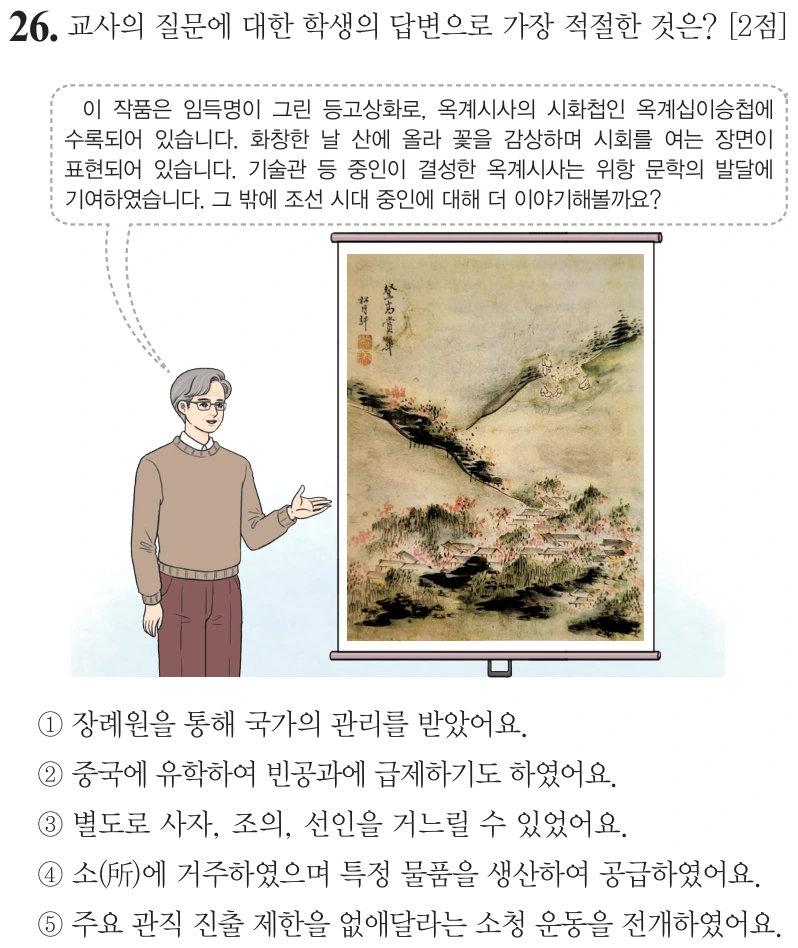 26. 교사의 질문에 대한 학생의 답변으로 가장 적절한 것은? [2점]
이 작품은 임득명이 그린 등고상화로, 옥계시사의 시화첩인 옥계십이승첩에
수록되어 있습니다. 화창한 날 산에 올라 꽃을 감상하며 시회를 여는 장면이
표현되어 있습니다. 기술관 등 중인이 결성한 옥계시사는 위항 문학의 발달에
기여하였습니다. 그 밖에 조선 시대 중인에 대해 더 이야기해볼까요?
登高賞華
松月軒
① 장례원을 통해 국가의 관리를 받았어요.
② 중국에 유학하여 빈공과에 급제하기도 하였어요.
③ 별도로 사자, 조의, 선인을 거느릴 수 있었어요.
④ 소(所)에 거주하였으며 특정 물품을 생산하여 공급하였어요.
⑤ 주요 관직 진출 제한을 없애달라는 소청 운동을 전개하였어요.